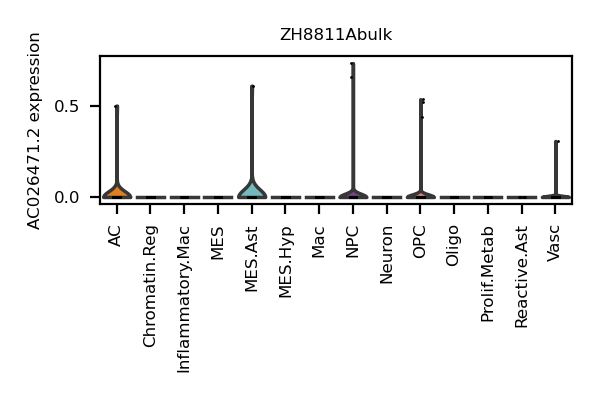 ZH8811Abulk
AC026471.2 expression
0.5
0.0
AC
Chromatin.Reg
Inflammatory.Mac
MES
MES.Ast
MES.Hyp
Mac
NPC
Neuron
OPC
Oligo
Prolif.Metab
Reactive.Ast
Vasc